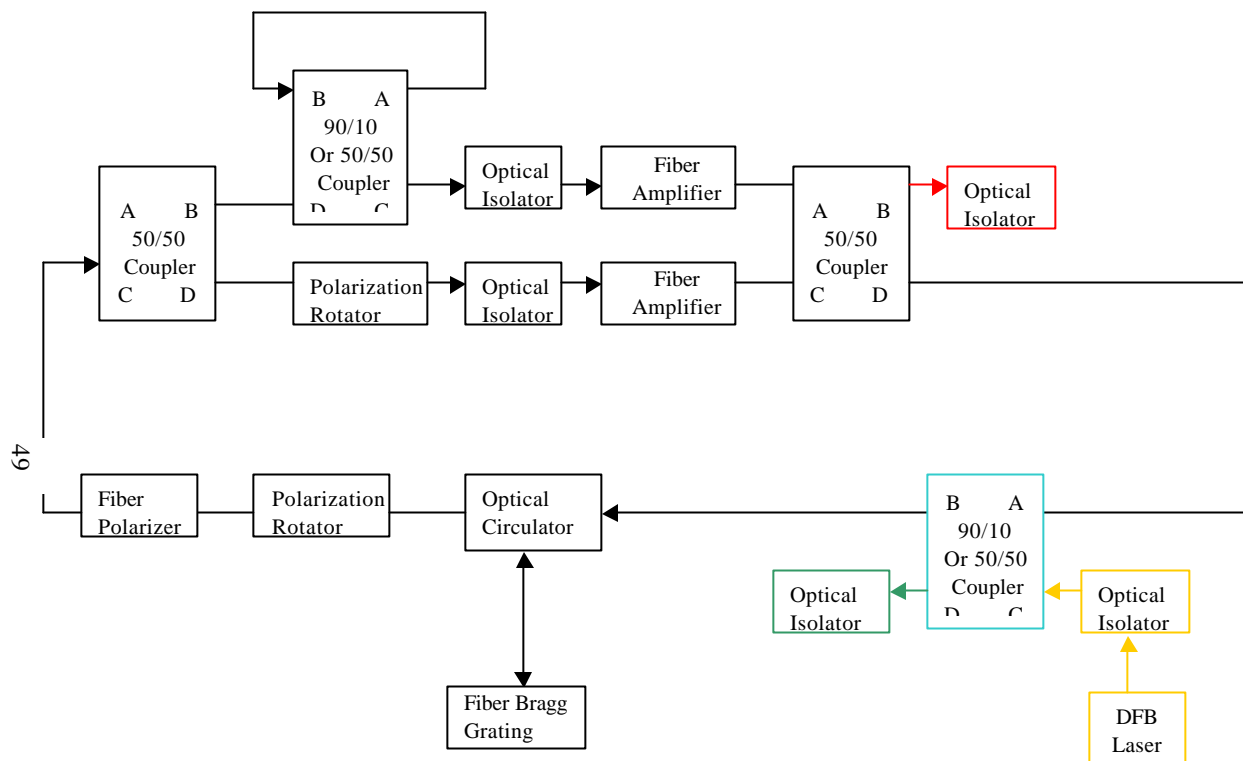 B A
90/10
Or 50/50
Coupler
D C
Optical
Isolator
Fiber
Amplifier
Optical
Isolator
A B
50/50
Coupler
C D
A B
50/50
Coupler
C D
Polarization
Rotator
Optical
Isolator
Fiber
Amplifier
49
Fiber
Polarizer
Polarization
Rotator
Optical
Circulator
B A
90/10
Or 50/50
Coupler
D C
Optical
Isolator
Optical
Isolator
Fiber Bragg
Grating
DFB
Laser